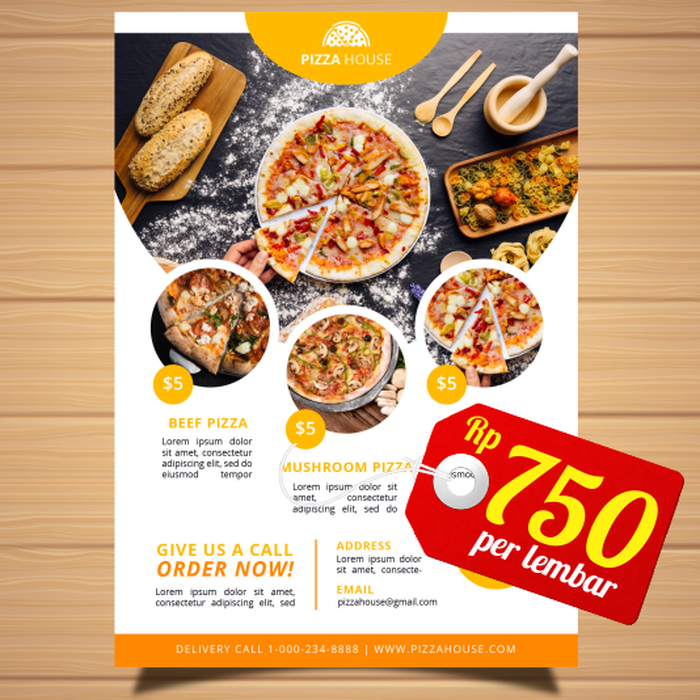 PIZZA HOUSE
$5
$5
$5
BEEF PIZZA
Lorem ipsum dolor
sit amet, consectetur
adipiscing elit, sed do
eiusmod tempor
MUSHROOM PIZZA
Lorem ipsum dolor
amet, consectetur
adipiscing elit, sed do
Rp
750
per lembar
GIVE US A CALL
ORDER NOW!
Lorem ipsum dolor sit amet,
consectetur adipiscing elit, sed
ADDRESS
Lorem ipsum dolor
sit amet, consecte-
EMAIL
pizzahouse@gmail.com
DELIVERY CALL 1-000-234-8888 | WWW.PIZZAHOUSE.COM